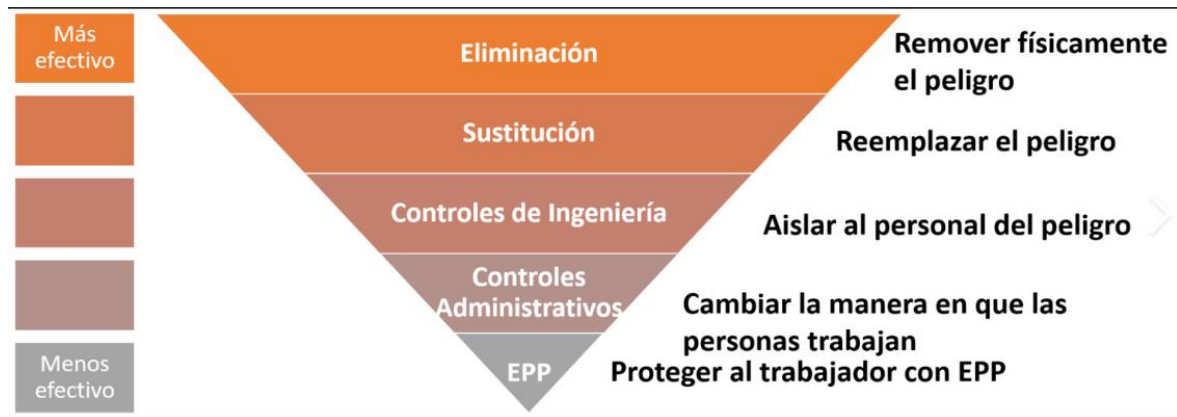 Más
efectivo
Eliminación
Remover físicamente
el peligro
Sustitución
Reemplazar el peligro
Controles de Ingeniería
Aislar al personal del peligro
Controles
Administrativos
Cambiar la manera en que las
personas trabajan
Menos
efectivo
EPP
Proteger al trabajador con EPP